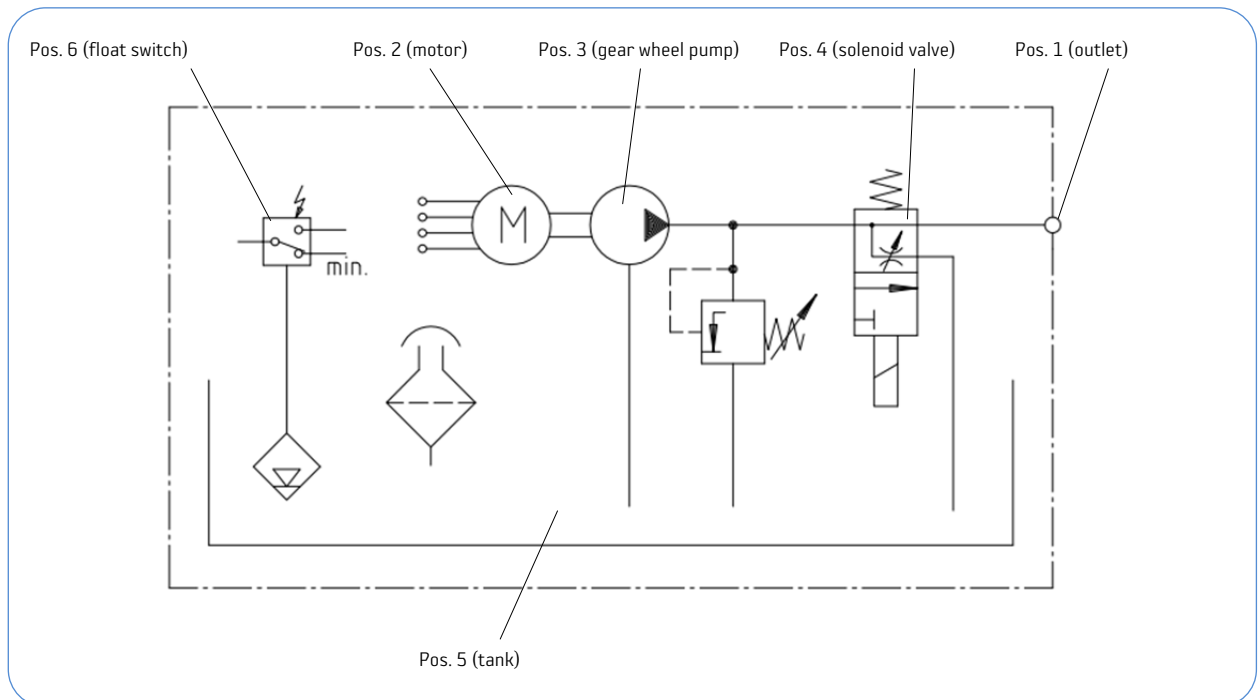 Pos. 6 (float switch)
Pos. 2 (motor)
Pos. 3 (gear wheel pump)
Pos. 4 (solenoid valve)
Pos. 1 (outlet)
M
min.
Pos. 5 (tank)